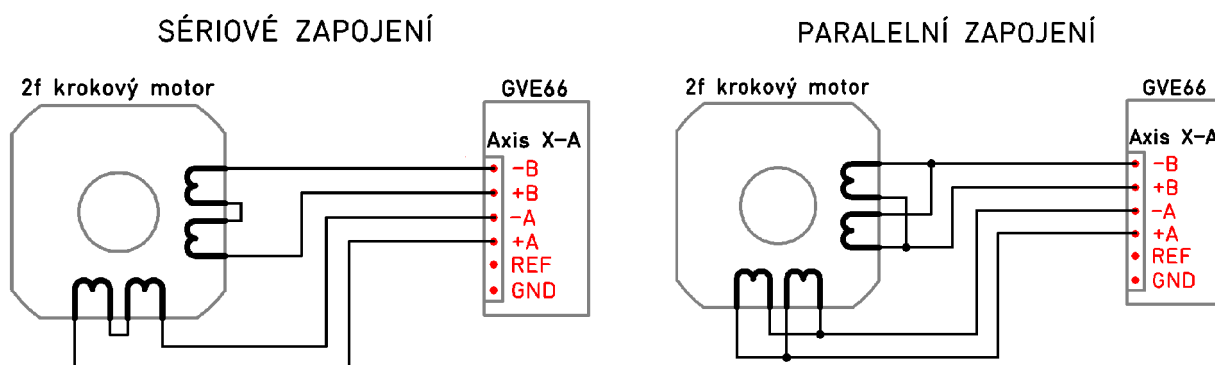 SÉRIOVÉ ZAPOJENÍ
2f krokový motor
GVE66
Axis X-A
-B
+B
-A
+A
REF
GND
PARALELNÍ ZAPOJENÍ
2f krokový motor
GVE66
Axis X-A
-B
+B
-A
+A
REF
GND